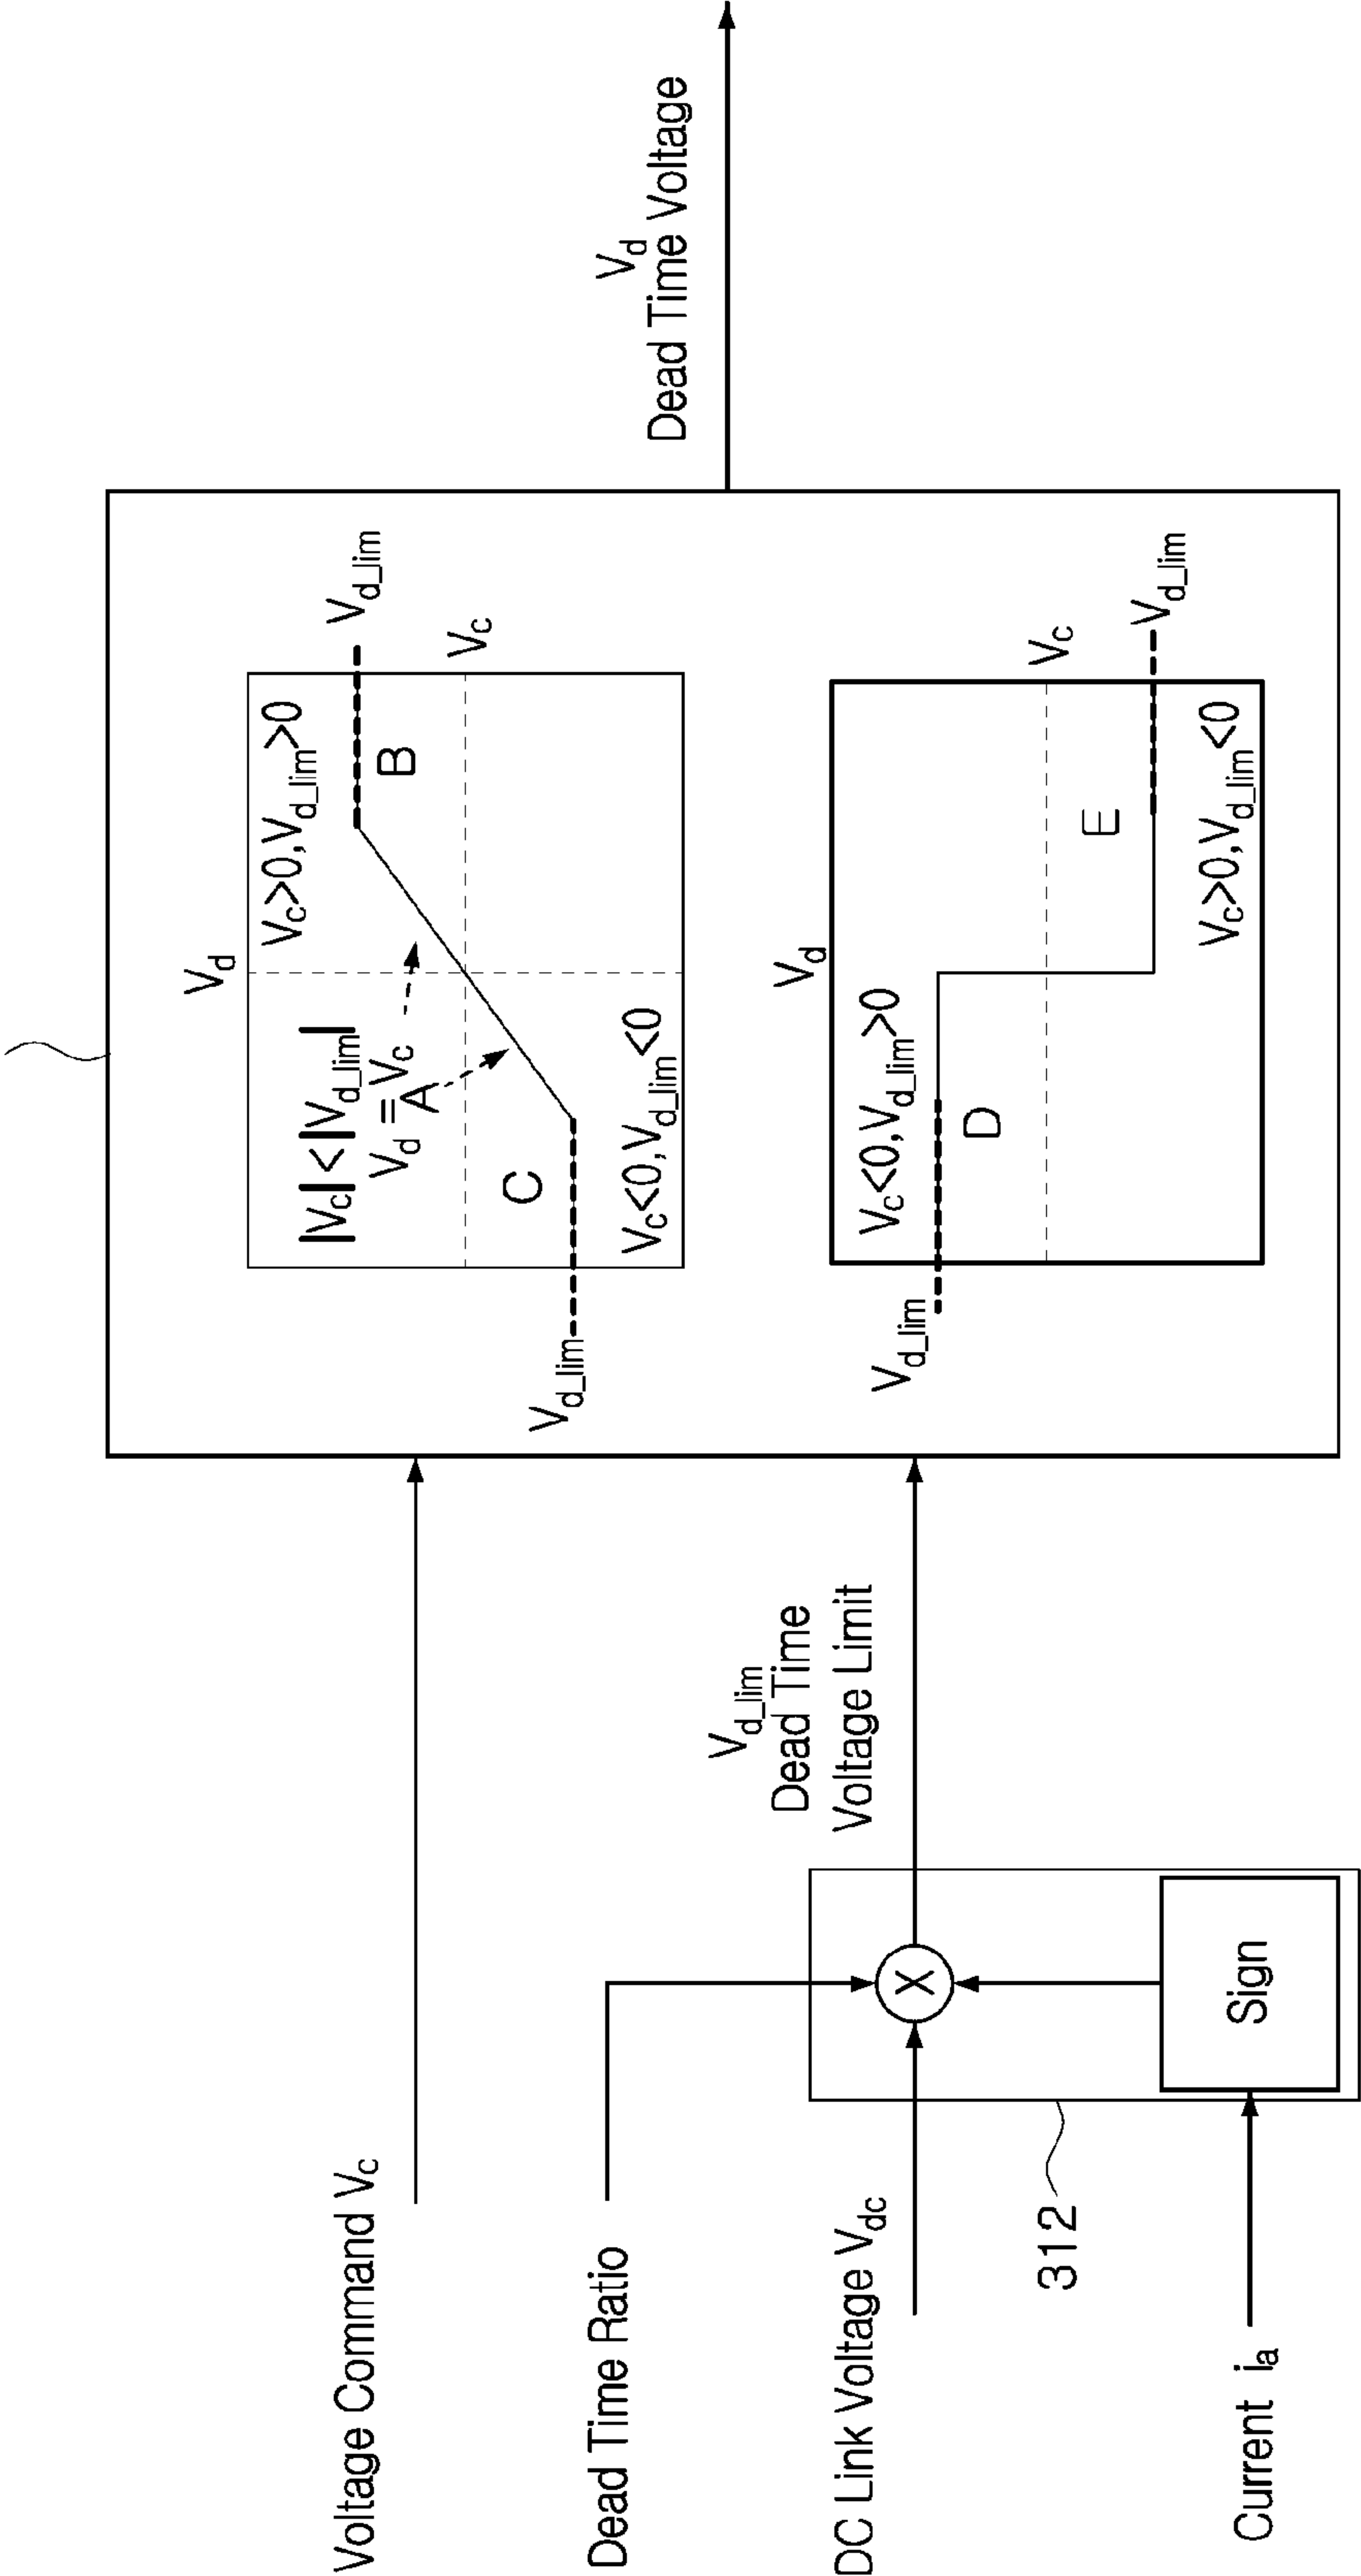 Voltage Command Vc
Dead Time Ratio
DC Link Voltage Vdc
Current ia
312
Sign
X
Vd_lim
Dead Time
Voltage Limit
Vd
Vc>0,Vd_lim>0
|Vc|<|Vd_lim|
Vd=Vc
A
B
Vd_lim
Vc
C
Vc<0,Vd_lim<0
Vd_lim
Vd
Vc<0,Vd_lim>0
Vd_lim
D
Vc
E
Vd_lim
Vc>0,Vd_lim<0
Vd
Dead Time Voltage